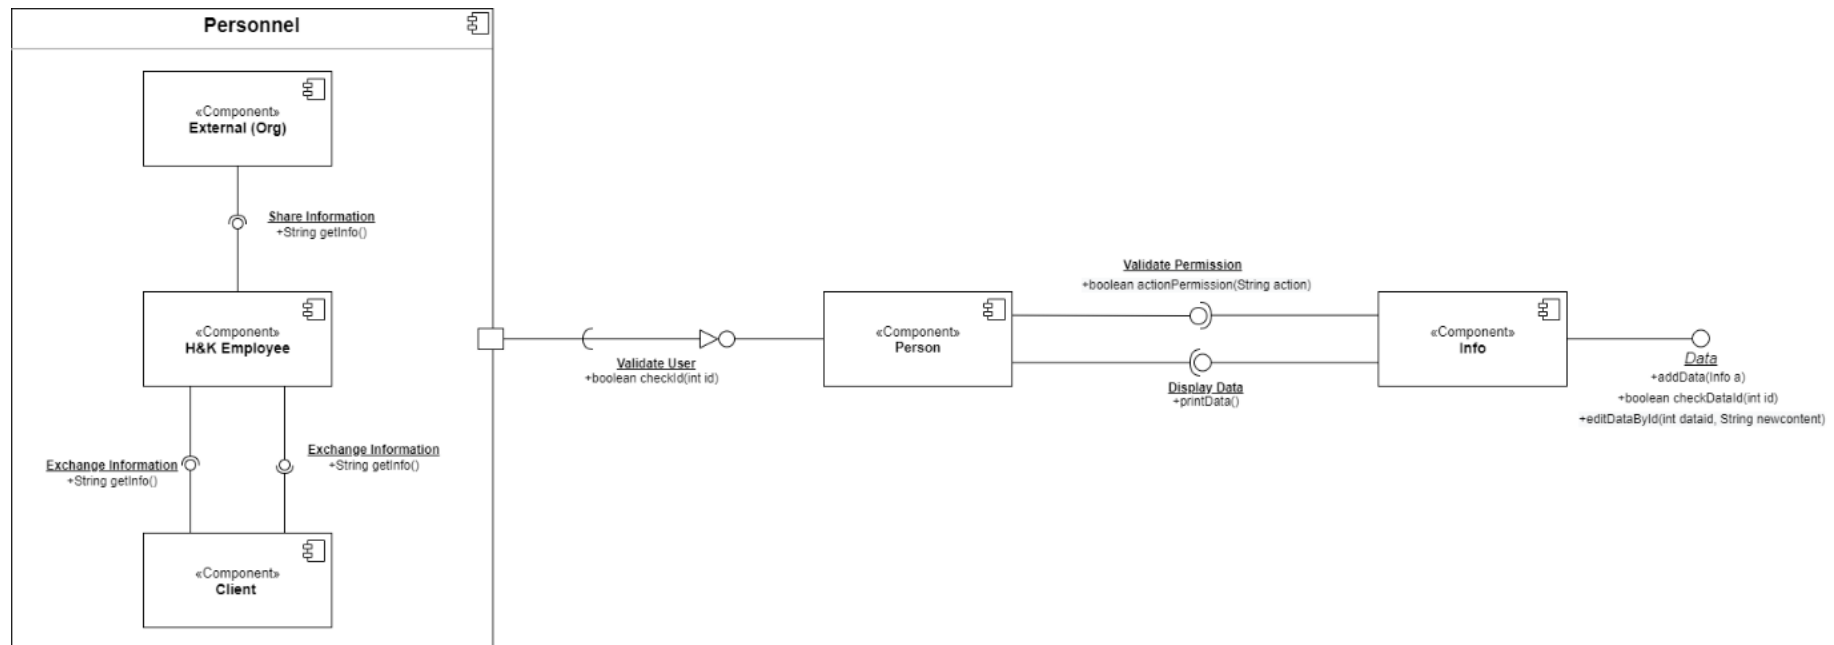 Personnel
«Component»
External (Org)
Share Information
+String getInfo()
«Component»
H&K Employee
Exchange Information
+String getInfo()
Exchange Information
+String getInfo()
«Component»
Client
Validate User
+boolean checkId(int id)
«Component»
Person
Validate Permission
+boolean actionPermission(String action)
Display Data
+printData()
«Component»
Info
Data
+addData(Info a)
+boolean checkDataId(int id)
+editDataById(int dataid, String newcontent)